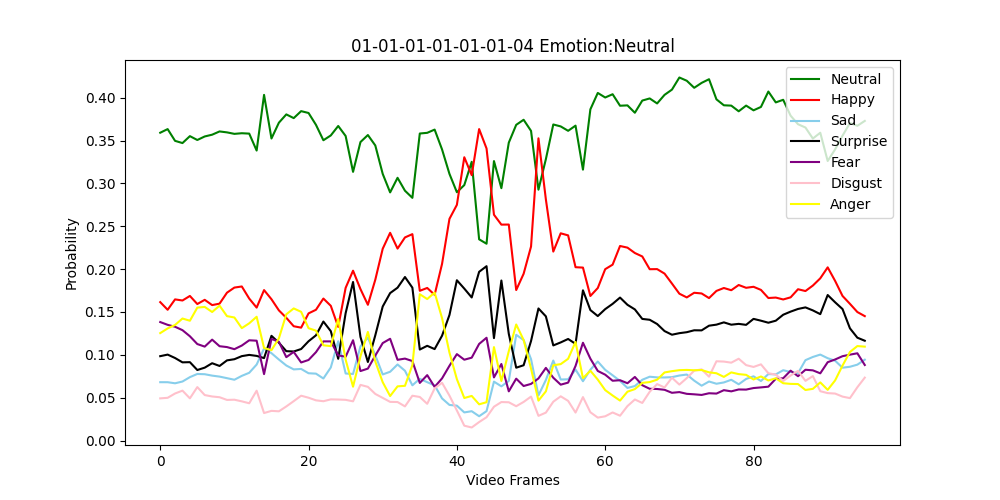 01-01-01-01-01-01-04 Emotion:Neutral
Probability
0.40
0.35
0.30
0.25
0.20
0.15
0.10
0.05
0.00
Neutral
Happy
Sad
Surprise
Fear
Disgust
Anger
0
20
40
60
80
Video Frames